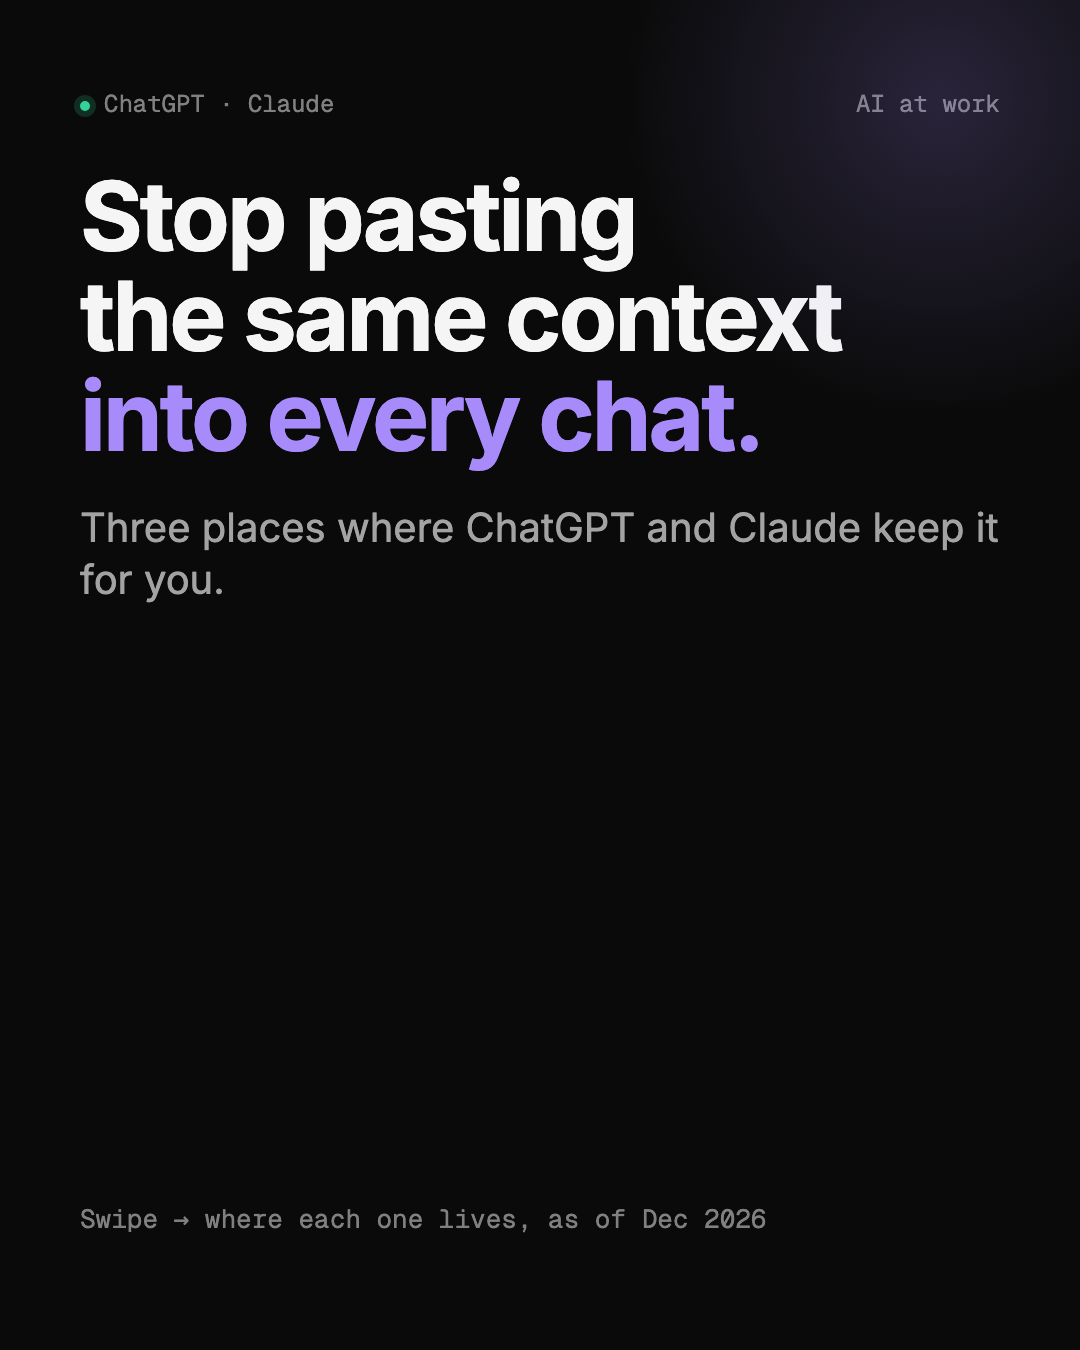 ChatGPT · Claude
AI at work
Stop pasting
the same context
into every chat.
Three places where ChatGPT and Claude keep it
for you.
Swipe → where each one lives, as of Dec 2026